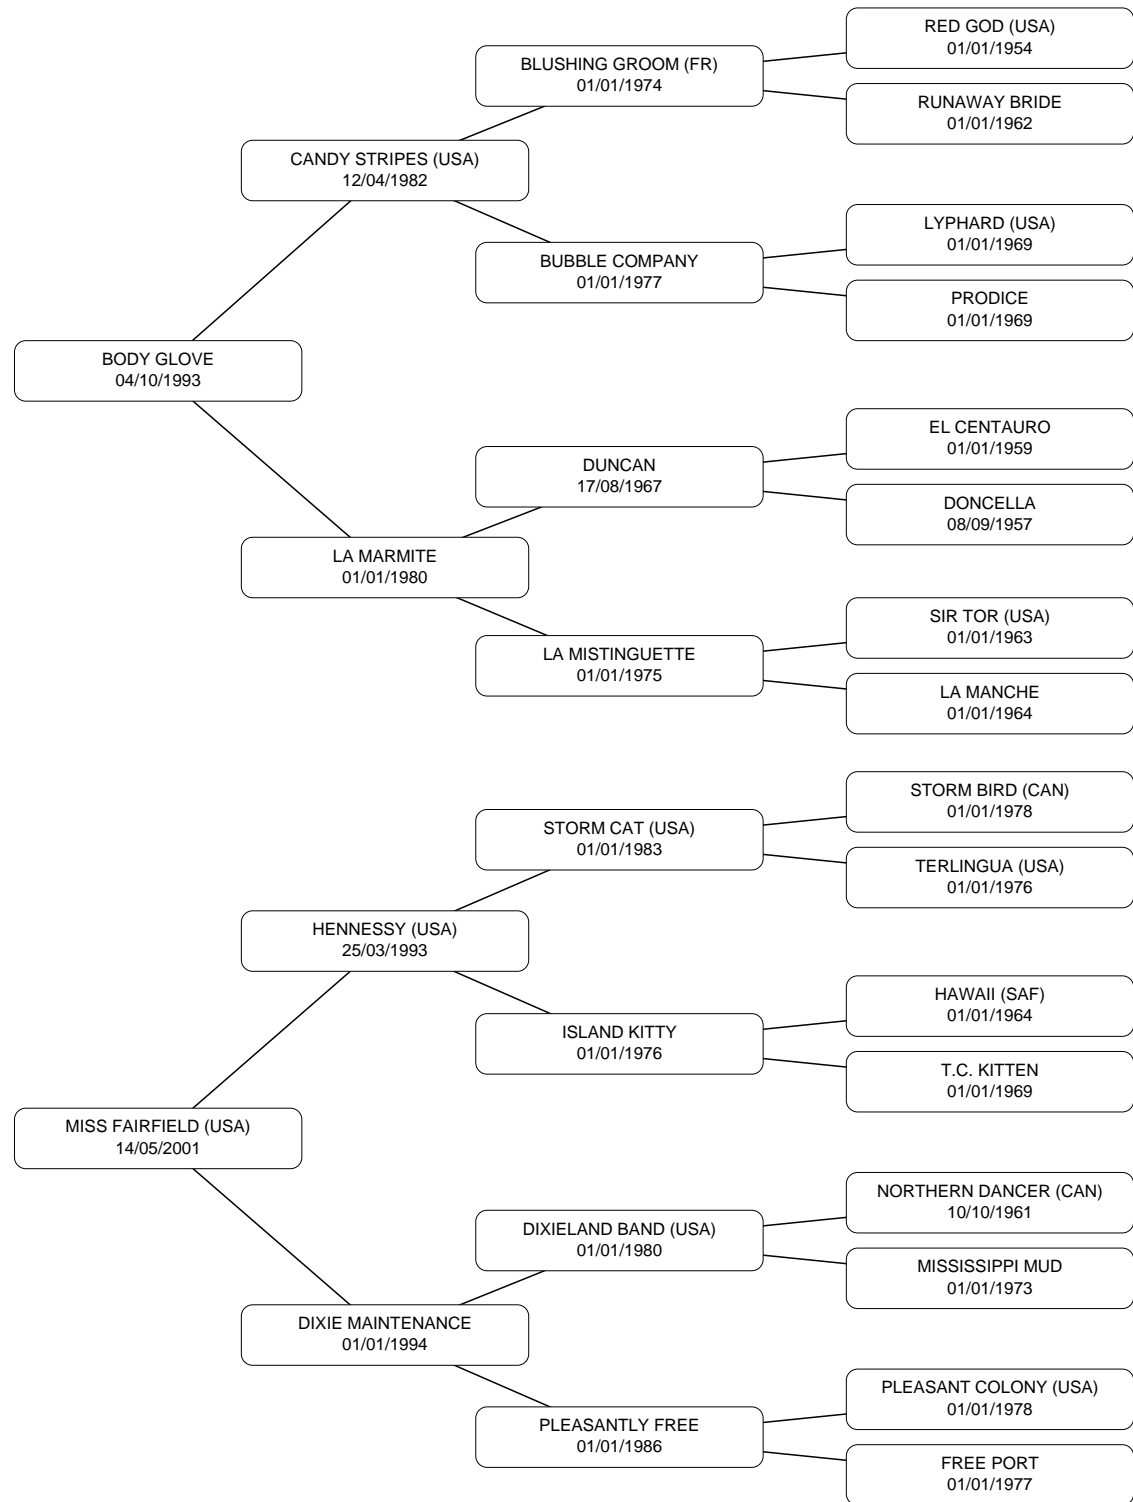 RED GOD (USA)
01/01/1954
BLUSHING GROOM (FR)
01/01/1974
RUNAWAY BRIDE
01/01/1962
CANDY STRIPES (USA)
12/04/1982
LYPHARD (USA)
01/01/1969
BUBBLE COMPANY
01/01/1977
PRODICE
01/01/1969
BODY GLOVE
04/10/1993
EL CENTAURO
01/01/1959
DUNCAN
17/08/1967
DONCELLA
08/09/1957
LA MARMITE
01/01/1980
SIR TOR (USA)
01/01/1963
LA MISTINGUETTE
01/01/1975
LA MANCHE
01/01/1964
STORM BIRD (CAN)
01/01/1978
STORM CAT (USA)
01/01/1983
TERLINGUA (USA)
01/01/1976
HENNESSY (USA)
25/03/1993
HAWAII (SAF)
01/01/1964
ISLAND KITTY
01/01/1976
T.C. KITTEN
01/01/1969
MISS FAIRFIELD (USA)
14/05/2001
NORTHERN DANCER (CAN)
10/10/1961
DIXIELAND BAND (USA)
01/01/1980
MISSISSIPPI MUD
01/01/1973
DIXIE MAINTENANCE
01/01/1994
PLEASANT COLONY (USA)
01/01/1978
PLEASANTLY FREE
01/01/1986
FREE PORT
01/01/1977